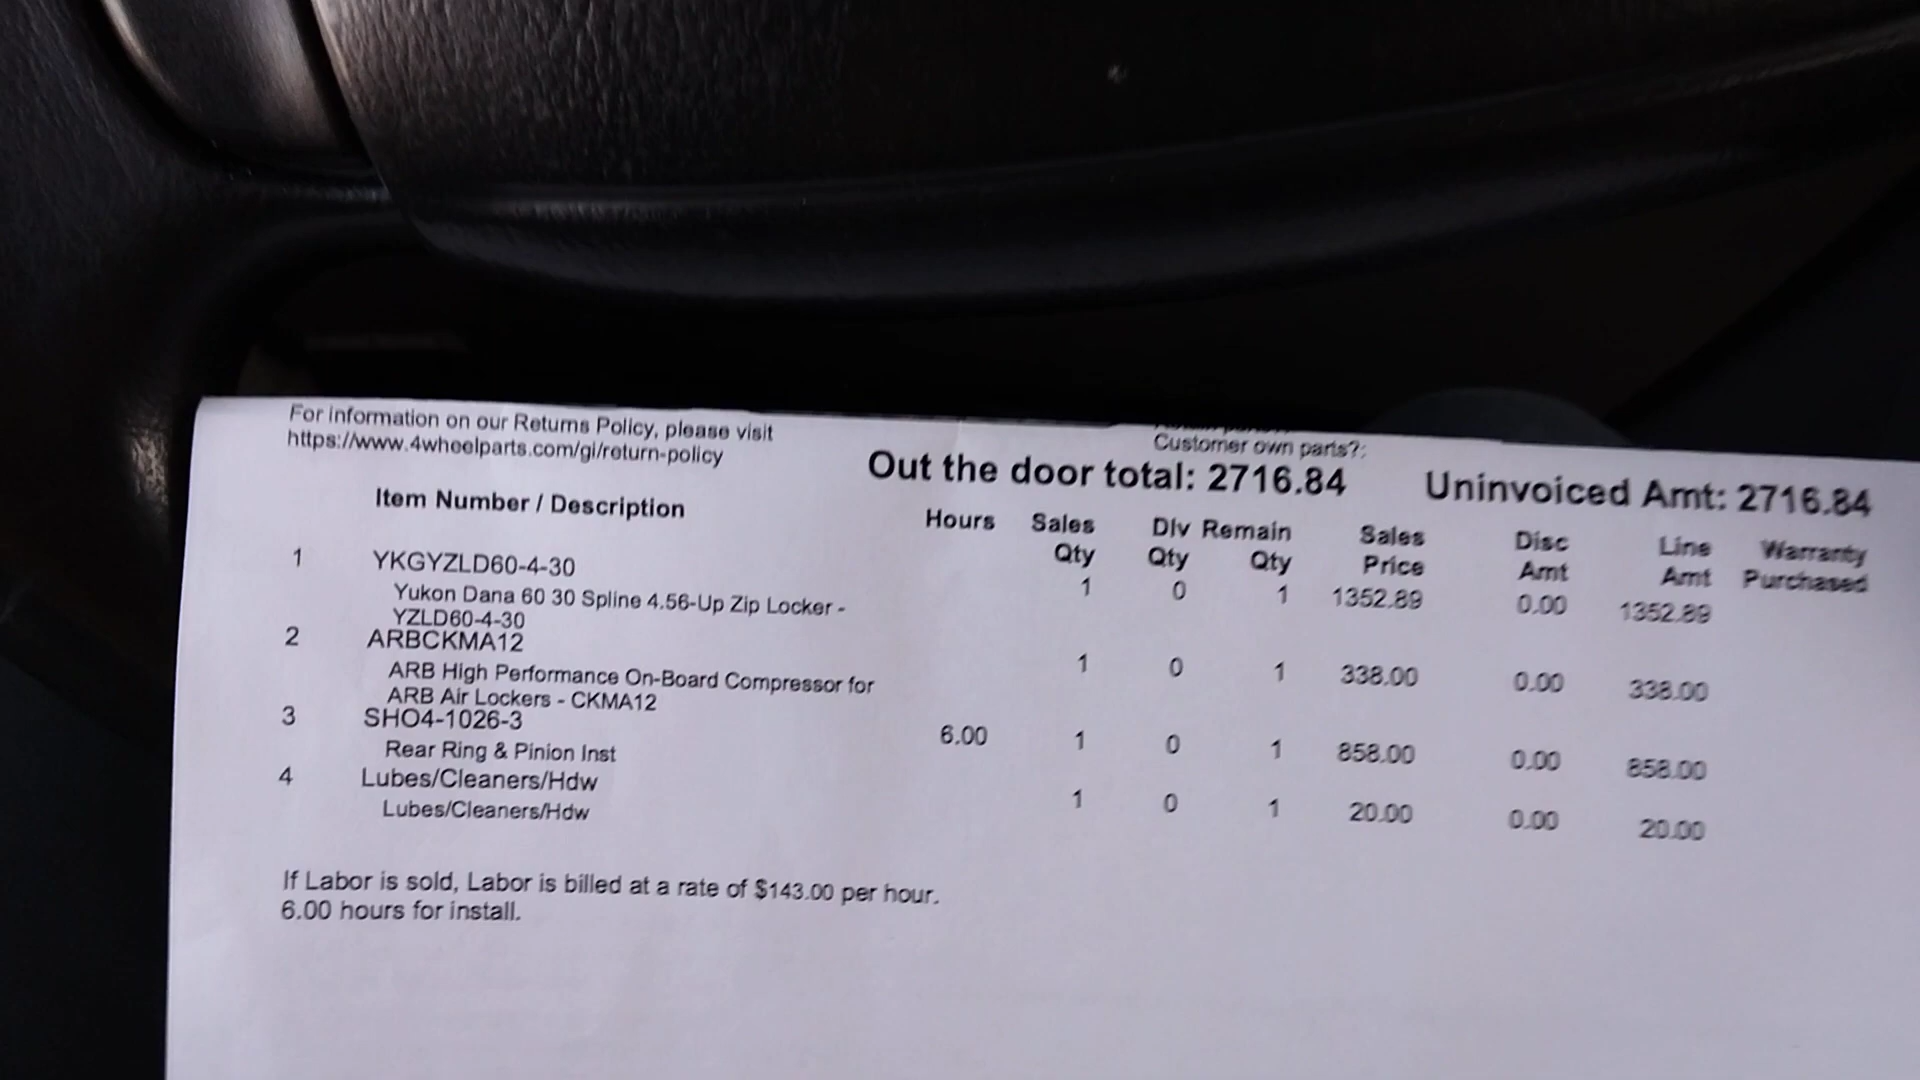 For information on our Returns Policy, please visit
https://www.4wheelparts.com/gi/return-policy
Customer own parts?:
Out the door total: 2716.84 Uninvoiced Amt: 2716.84
Item Number / Description Hours Sales Qty Dlv Qty Remain Qty Sales Price Disc Amt Line Amt Warranty Purchased
1 YKGYZLD60-4-30 1 0 1 1352.89 0.00 1352.89
Yukon Dana 60 30 Spline 4.56-Up Zip Locker -
YZLD60-4-30
2 ARBCKMA12 1 0 1 338.00 0.00 338.00
ARB High Performance On-Board Compressor for
ARB Air Lockers - CKMA12
3 SHO4-1026-3 6.00 1 0 1 858.00 0.00 858.00
Rear Ring & Pinion Inst
4 Lubes/Cleaners/Hdw 1 0 1 20.00 0.00 20.00
Lubes/Cleaners/Hdw
If Labor is sold, Labor is billed at a rate of $143.00 per hour.
6.00 hours for install.